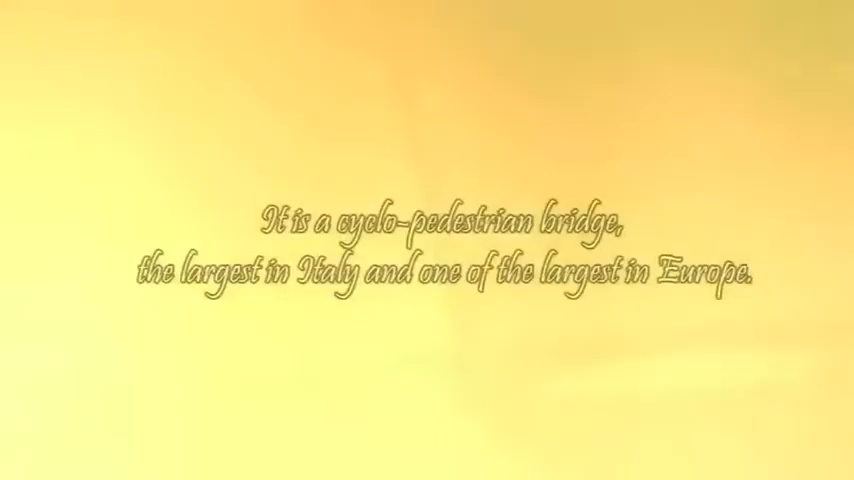 It is a cyclo-pedestrian bridge,
the largest in Italy and one of the largest in Europe.